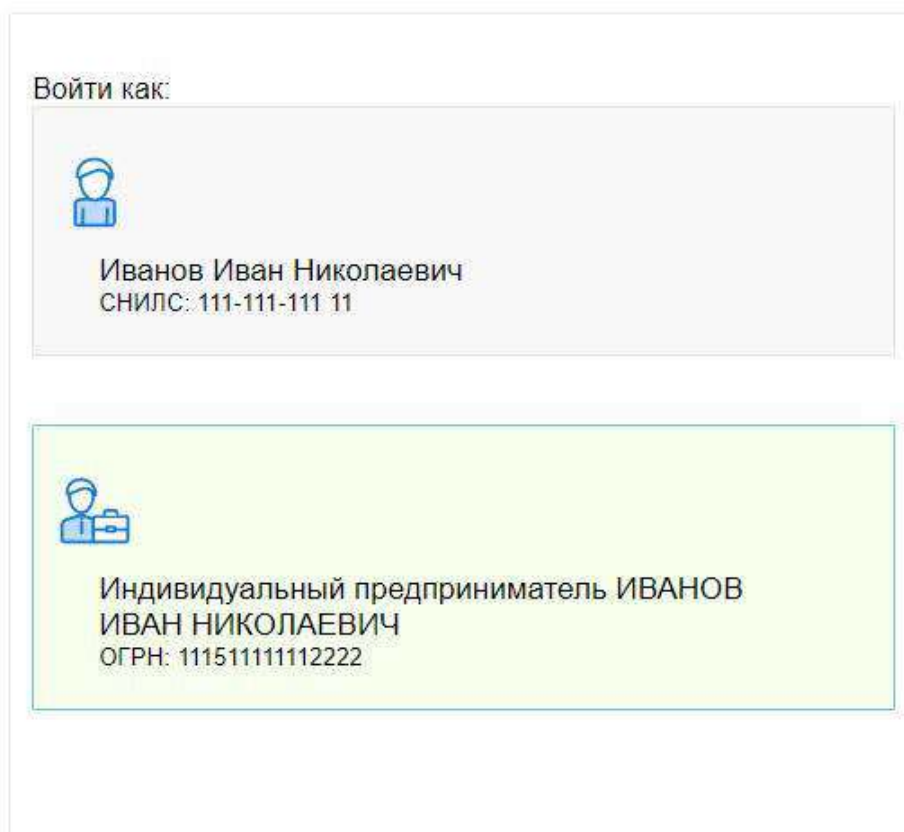 Войти как:
Иванов Иван Николаевич
СНИЛС: 111-111-111 11
Индивидуальный предприниматель ИВАНОВ
ИВАН НИКОЛАЕВИЧ
ОГРН: 111511111112222